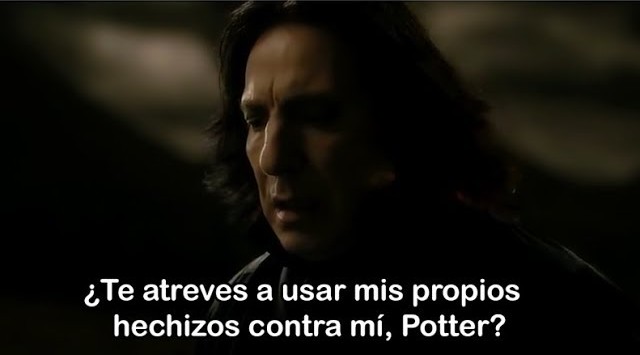 ¿Te atreves a usar mis propios
hechizos contra mí, Potter?